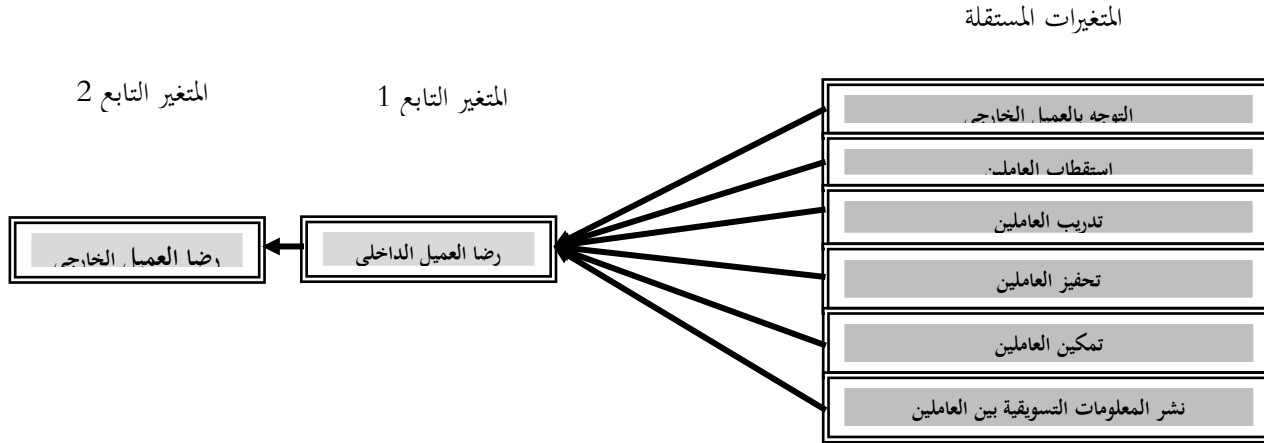 المتغيرات المستقلة
المتغير التابع 1
المتغير التابع 2
التوجه بالعميل الخارجي
استقطاب العاملين
تدريب العاملين
تحفيز العاملين
تمكين العاملين
نشر المعلومات التسويقية بين العاملين
رضا العميل الداخلي
رضا العميل الخارجي